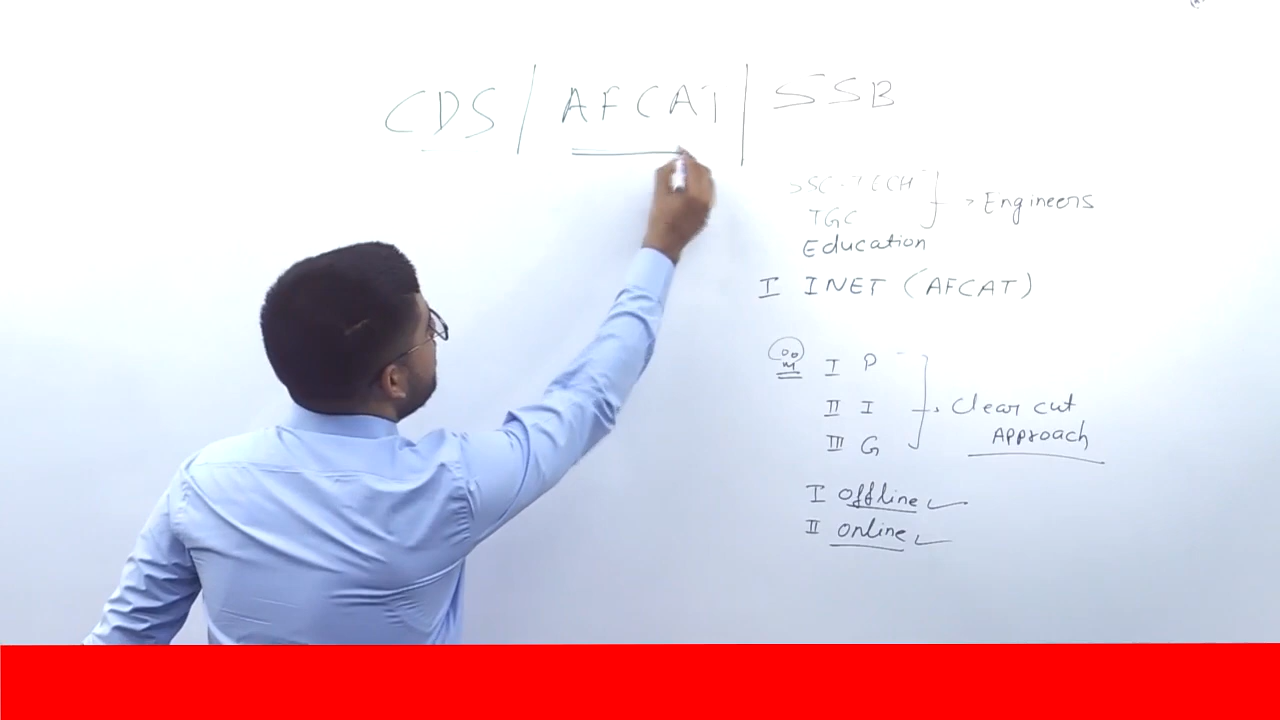 CDS | AFCAT | SSB
SSC-TECH
TGC
Engineers
Education
I INET (AFCAT)
I P
II I
III G
Clear cut
Approach
I offline
II online